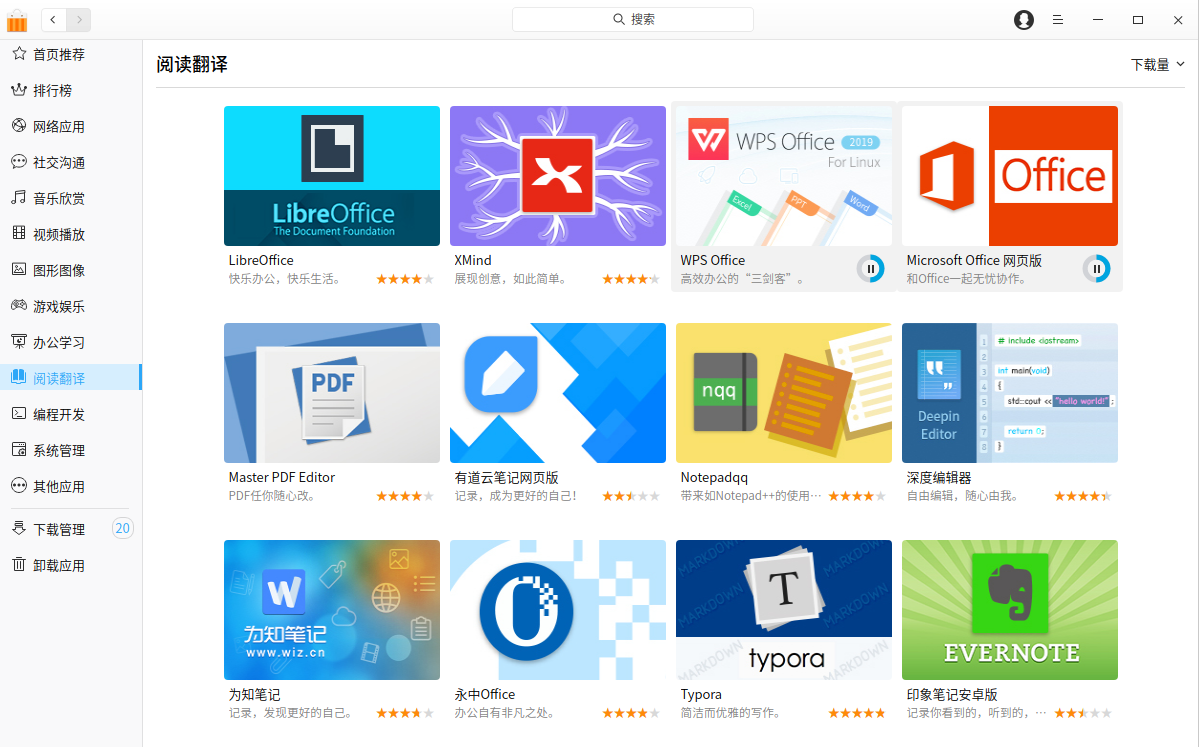 搜索
首页推荐
排行榜
网络应用
社交沟通
音乐欣赏
视频播放
图形图像
游戏娱乐
办公学习
阅读翻译
编程开发
系统管理
其他应用
下载管理 20
卸载应用
阅读翻译
下载量
LibreOffice
The Document Foundation
LibreOffice
快乐办公，快乐生活。
XMind
展现创意，如此简单。
WPS Office 2019
For Linux
Excel
PPT
Word
WPS Office
高效办公的“三剑客”。
Office
Microsoft Office 网页版
和Office一起无忧协作。
PDF
Master PDF Editor
PDF任你随心改。
有道云笔记网页版
记录，成为更好的自己！
nqq
Notepadqq
带来如Notepad++的使用…
Deepin
Editor
1 # include <iostream>
2
3 int main(void)
4 {
5 std::cout << "hello world!" ;
6
7 return 0;
8 }
深度编辑器
自由编辑，随心由我。
W
为知笔记
www.wiz.cn
为知笔记
记录，发现更好的自己。
永中Office
办公自有非凡之处。
MARKDOWN
MARKDOWN
MARKDOWN
MARKDOWN
T
typora
MARKDOWN
MARKDOWN
Typora
简洁而优雅的写作。
EVERNOTE
印象笔记安卓版
记录你看到的，听到的，…